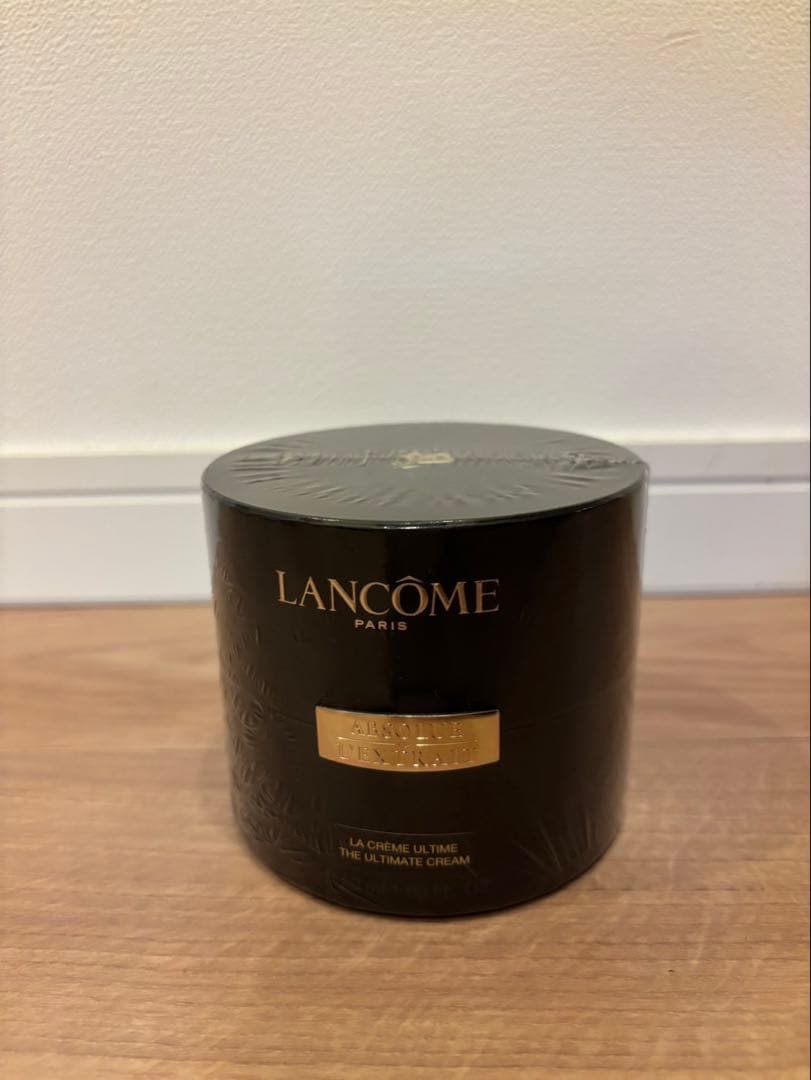 LANCÔME
PARIS
ABSOLUE
L'EXTRAIT
LA CRÈME ULTIME
THE ULTIMATE CREAM